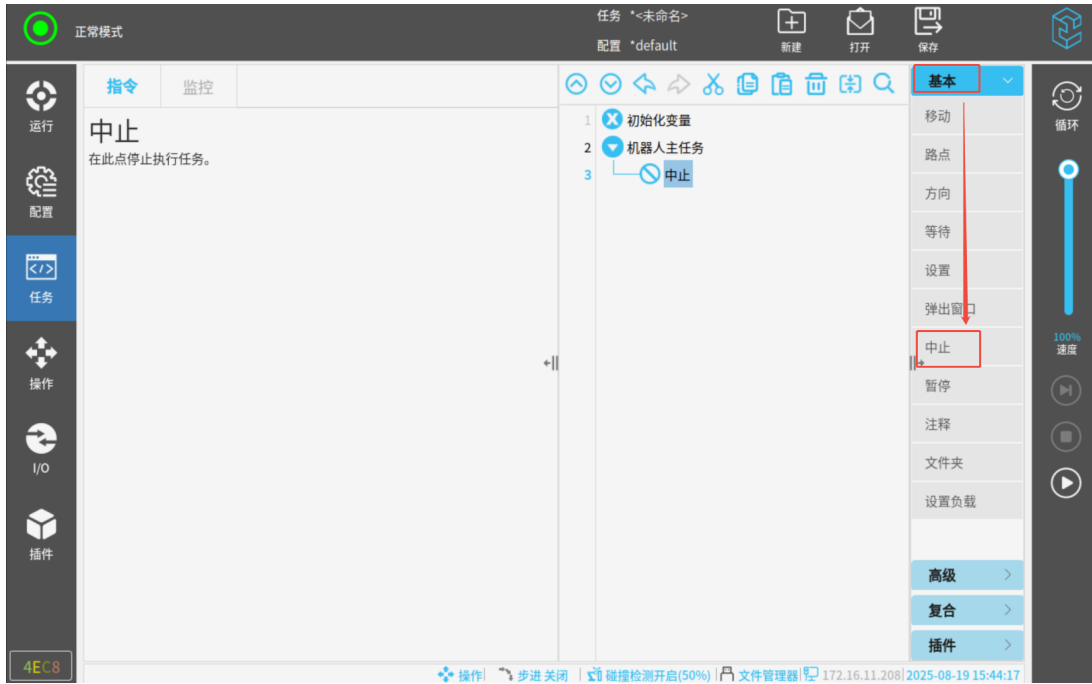 正常模式
任务 *<未命名>
配置 *default
新建
打开
保存
运行
配置
任务
操作
I/O
插件
4EC8
指令
监控
中止
在此点停止执行任务。
1 初始化变量
2 机器人主任务
3 中止
基本
移动
路点
方向
等待
设置
弹出窗口
中止
暂停
注释
文件夹
设置负载
高级
复合
插件
循环
100%
速度
操作 步进 关闭 碰撞检测开启(50%) 文件管理器 172.16.11.208 2025-08-19 15:44:17